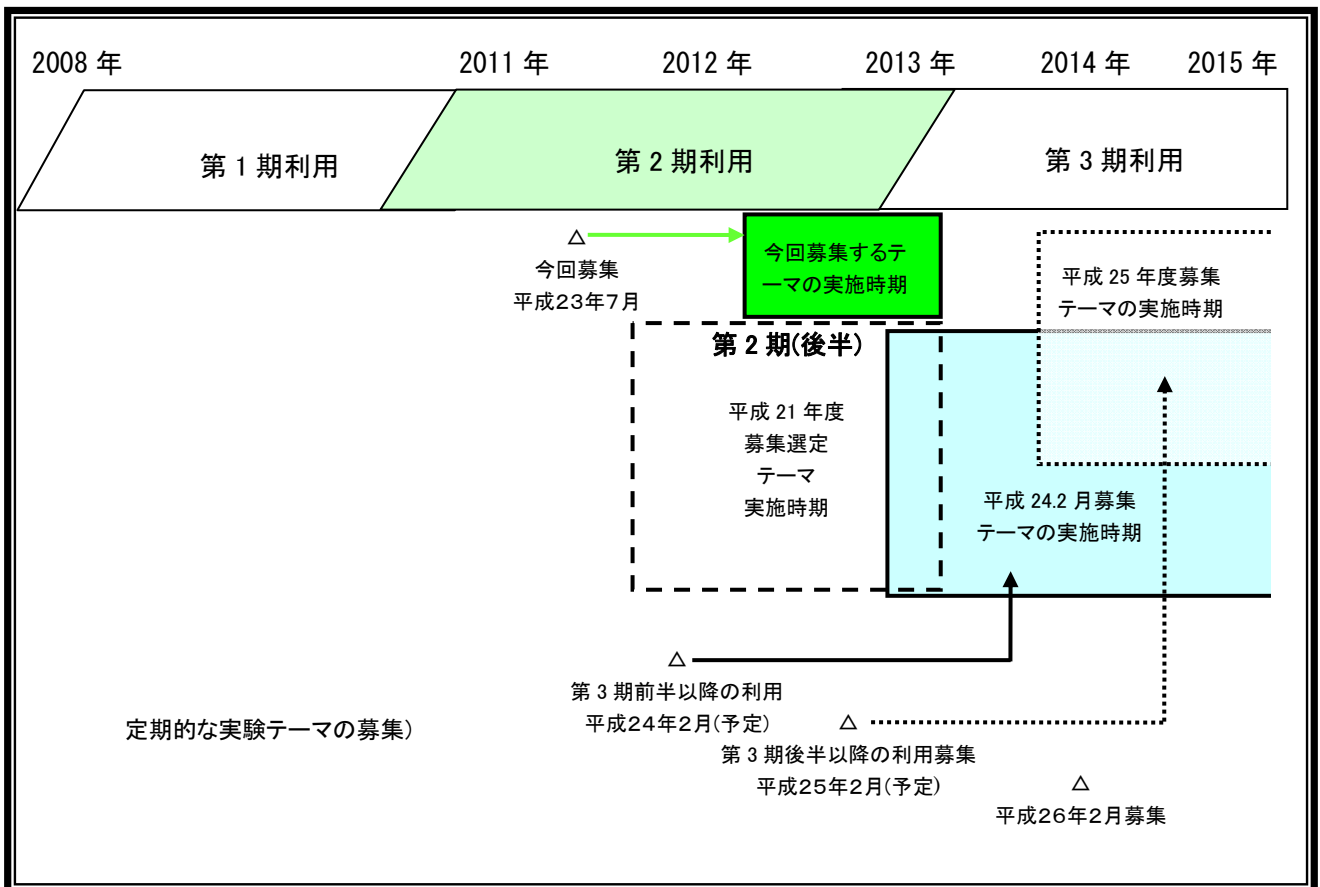 2008 年
2011 年
2012 年
2013 年
2014 年
2015 年
第 1 期利用
第 2 期利用
第 3 期利用
△
今回募集
平成23年7月
今回募集するテ
ーマの実施時期
平成 25 年度募集
テーマの実施時期
第 2 期(後半)
平成 21 年度
募集選定
テーマ
実施時期
平成 24.2 月募集
テーマの実施時期
△
第 3 期前半以降の利用
平成24年2月(予定)
定期的な実験テーマの募集)
△
第 3 期後半以降の利用募集
平成25年2月(予定)
△
平成26年2月募集